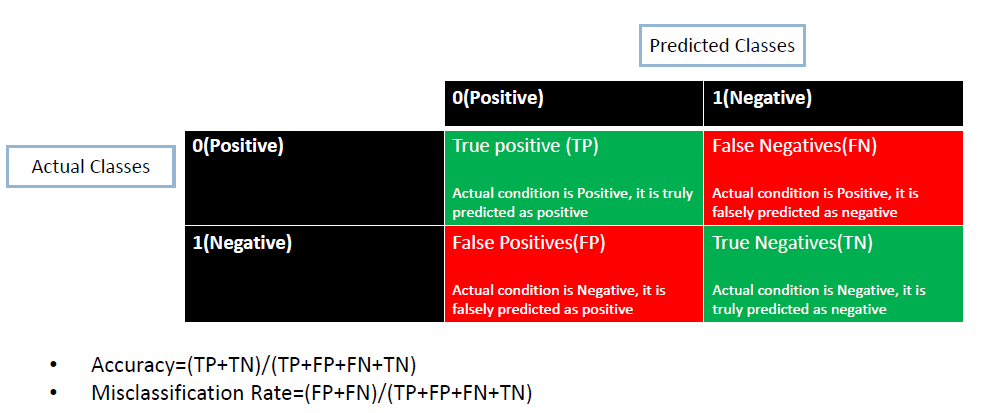 Predicted Classes
0(Positive)
1(Negative)
Actual Classes
0(Positive)
True positive (TP)
Actual condition is Positive, it is truly
predicted as positive
False Negatives(FN)
Actual condition is Positive, it is
falsely predicted as negative
1(Negative)
False Positives(FP)
Actual condition is Negative, it is
falsely predicted as positive
True Negatives(TN)
Actual condition is Negative, it is
truly predicted as negative
• Accuracy=(TP+TN)/(TP+FP+FN+TN)
• Misclassification Rate=(FP+FN)/(TP+FP+FN+TN)